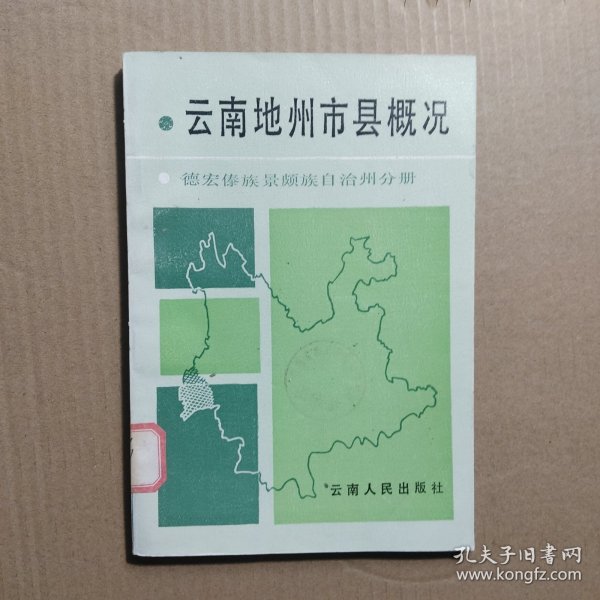 云南地州市县概况
德宏傣族景颇族自治州分册
云南人民出版社
孔夫子旧书网
www.kongfz.com